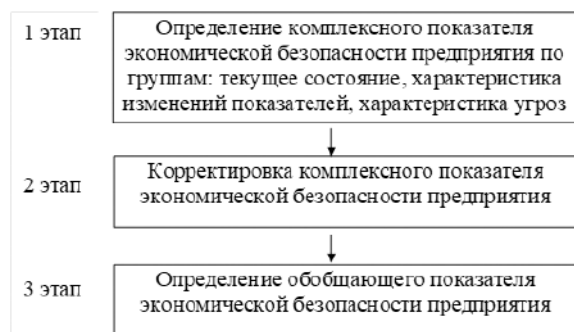 1 этап
Определение комплексного показателя
экономической безопасности предприятия по
группам: текущее состояние, характеристика
изменений показателей, характеристика угроз
2 этап
Корректировка комплексного показателя
экономической безопасности предприятия
3 этап
Определение обобщающего показателя
экономической безопасности предприятия